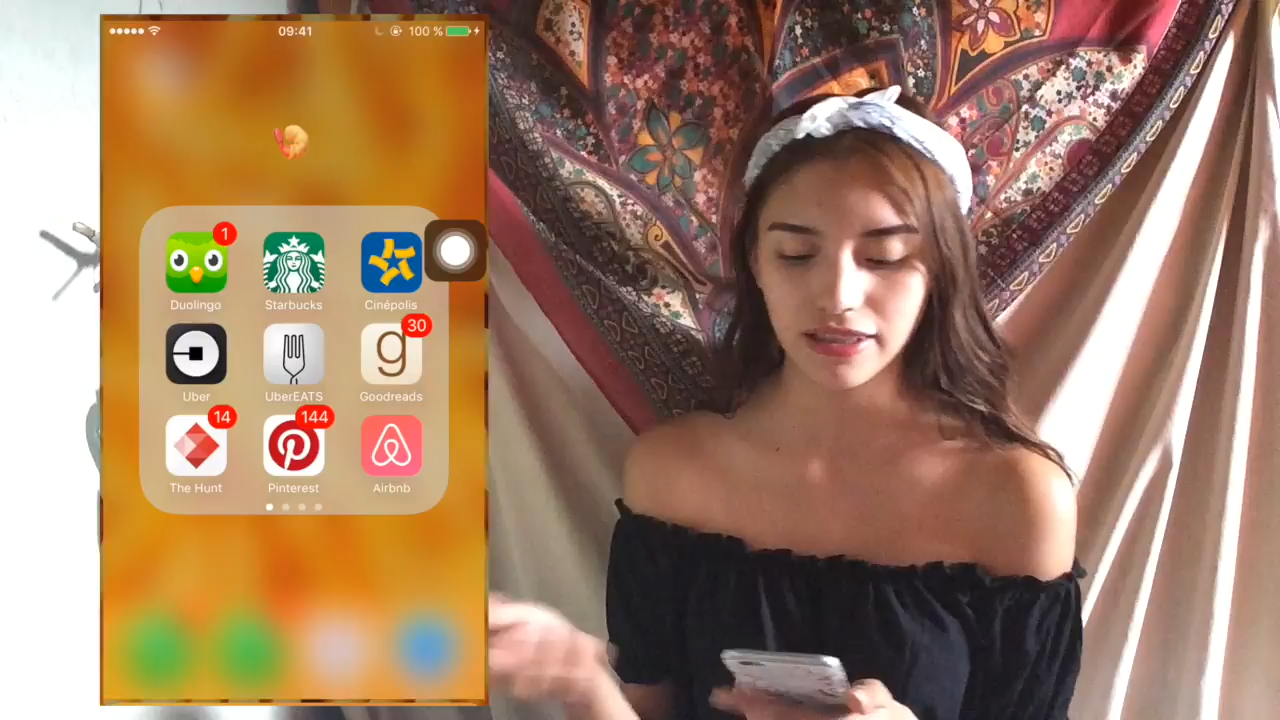 09:41 100 %
1
Duolingo Starbucks Cinépolis
30
Uber UberEATS Goodreads
14 144
The Hunt Pinterest Airbnb